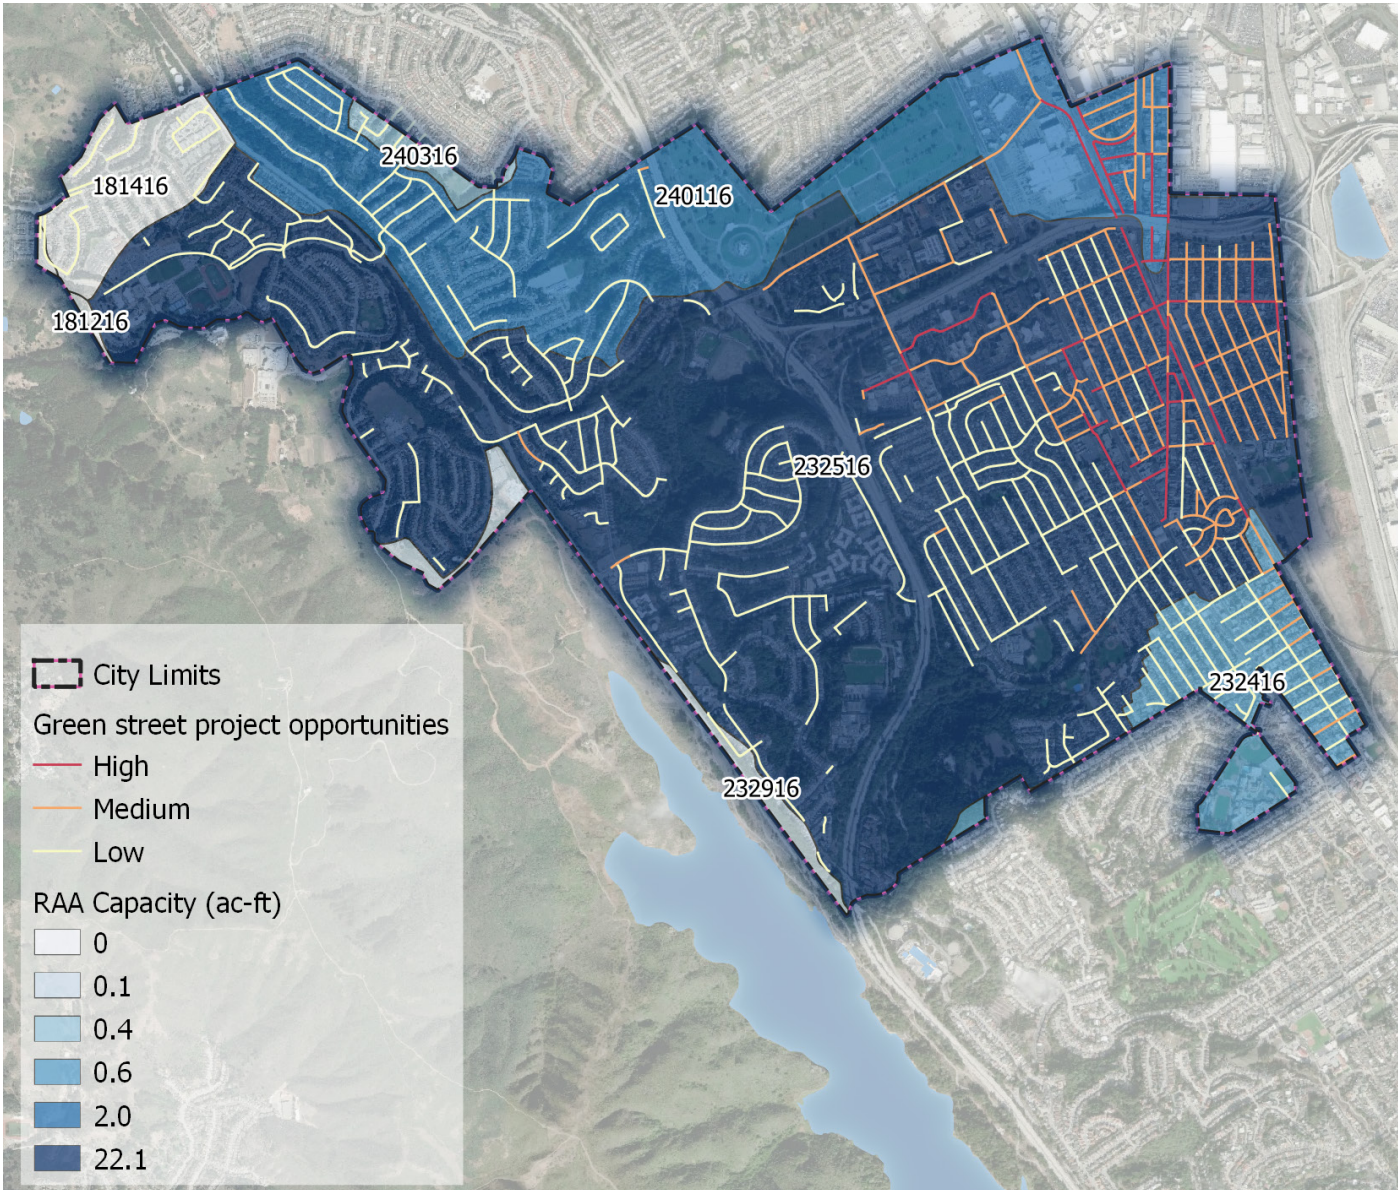 240316
181416
240116
181216
232516
232416
232916
City Limits
Green street project opportunities
High
Medium
Low
RAA Capacity (ac-ft)
0
0.1
0.4
0.6
2.0
22.1